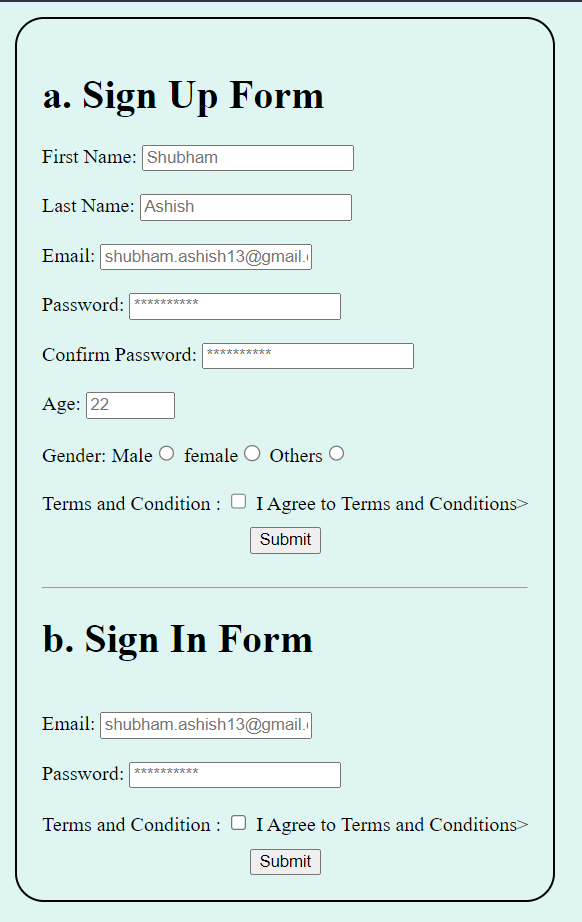 a. Sign Up Form
First Name: Shubham
Last Name: Ashish
Email: shubham.ashish13@gmail.
Password: **********
Confirm Password: **********
Age: 22
Gender: Male female Others
Terms and Condition : I Agree to Terms and Conditions>
Submit
b. Sign In Form
Email: shubham.ashish13@gmail.
Password: **********
Terms and Condition : I Agree to Terms and Conditions>
Submit